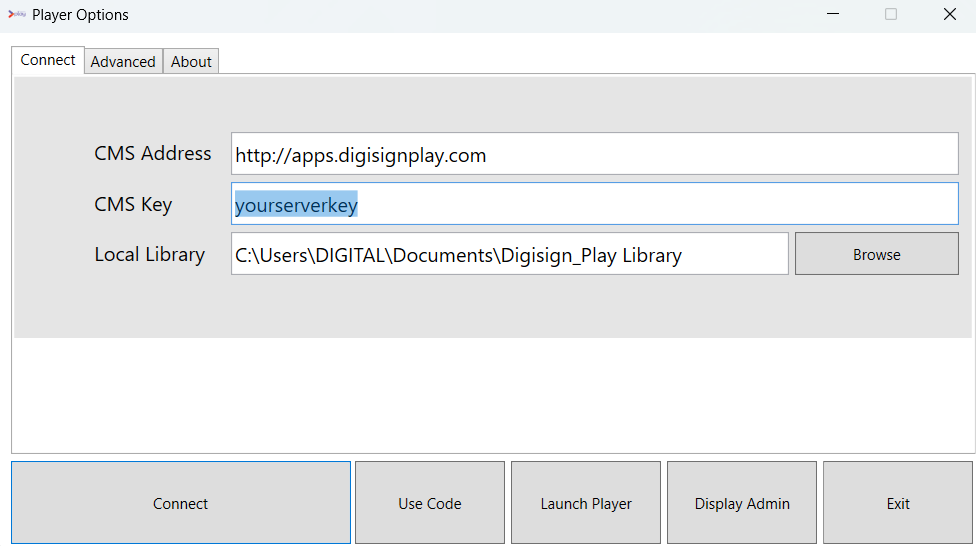 play Player Options
Connect Advanced About
CMS Address http://apps.digisignplay.com
CMS Key yourserverkey
Local Library C:\Users\DIGITAL\Documents\Digisign_Play Library Browse
Connect Use Code Launch Player Display Admin Exit